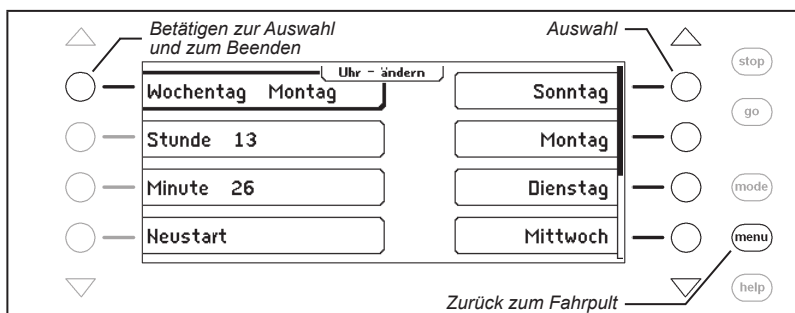 Betätigen zur Auswahl
und zum Beenden
Auswahl
stop
Uhr - ändern
Wochentag Montag
Sonntag
go
Stunde 13
Montag
Minute 26
Dienstag
mode
Neustart
Mittwoch
menu
help
Zurück zum Fahrpult